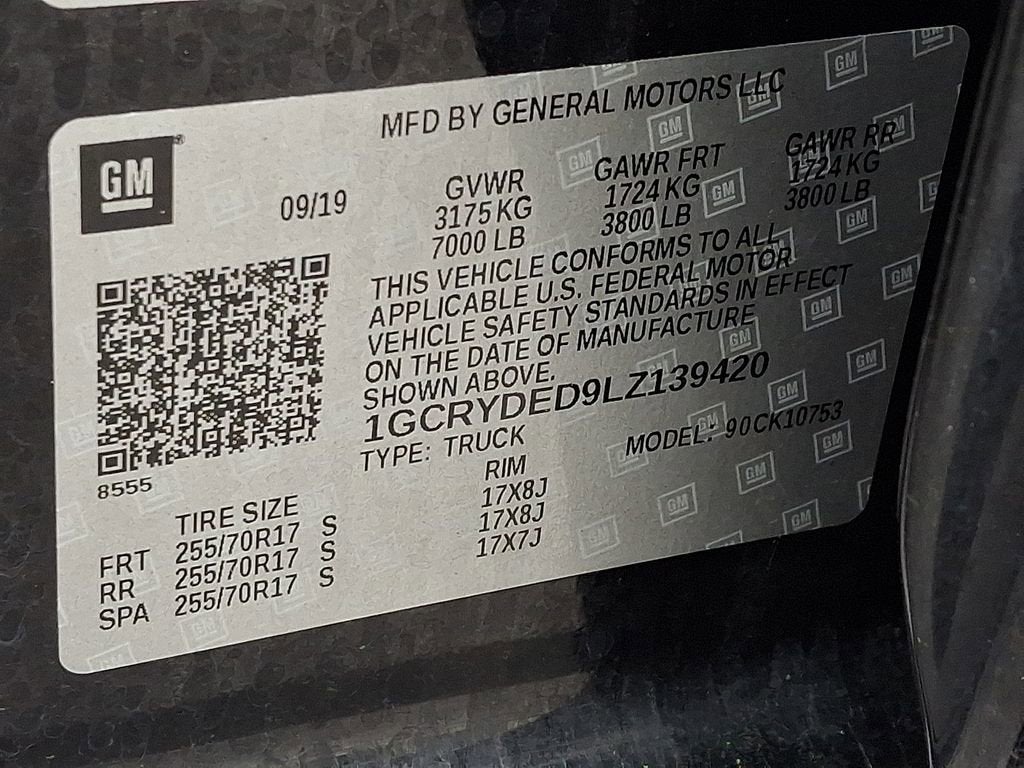 MFD BY GENERAL MOTORS LLC
GM
09/19
GVWR GAWR FRT GAWR RR
3175 KG 1724 KG 1724 KG
7000 LB 3800 LB 3800 LB
THIS VEHICLE CONFORMS TO ALL
APPLICABLE U.S. FEDERAL MOTOR
VEHICLE SAFETY STANDARDS IN EFFECT
ON THE DATE OF MANUFACTURE
SHOWN ABOVE.
1GCRYDED9LZ139420
TYPE: TRUCK MODEL: 90CK10753
8555
TIRE SIZE RIM
FRT 255/70R17 S 17X8J
RR 255/70R17 S 17X8J
SPA 255/70R17 S 17X7J